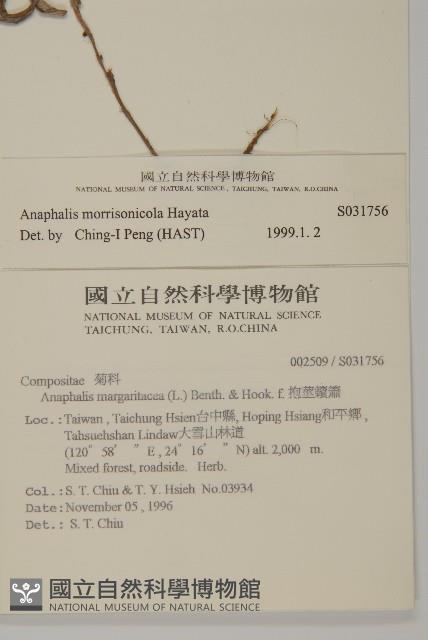 國立自然科學博物館
NATIONAL MUSEUM OF NATURAL SCIENCE, TAICHUNG, TAIWAN, R.O.CHINA
Anaphalis morrisonicola Hayata S031756
Det. by Ching-I Peng (HAST) 1999.1. 2
國立自然科學博物館
NATIONAL MUSEUM OF NATURAL SCIENCE
TAICHUNG, TAIWAN, R.O.CHINA
002509 / S031756
Compositae 菊科
Anaphalis margaritacea (L.) Benth. & Hook. f. 抱莖籟簫
Loc.:Taiwan , Taichung Hsien台中縣, Hoping Hsiang和平鄉,
Tahsuehshan Lindaw大雪山林道
(120° 58' " E , 24° 16' " N) alt. 2,000 m.
Mixed forest, roadside. Herb.
Col.: S. T. Chiu & T. Y. Hsieh No.03934
Date:November 05 , 1996
Det.: S. T. Chiu
國立自然科學博物館
NATIONAL MUSEUM OF NATURAL SCIENCE